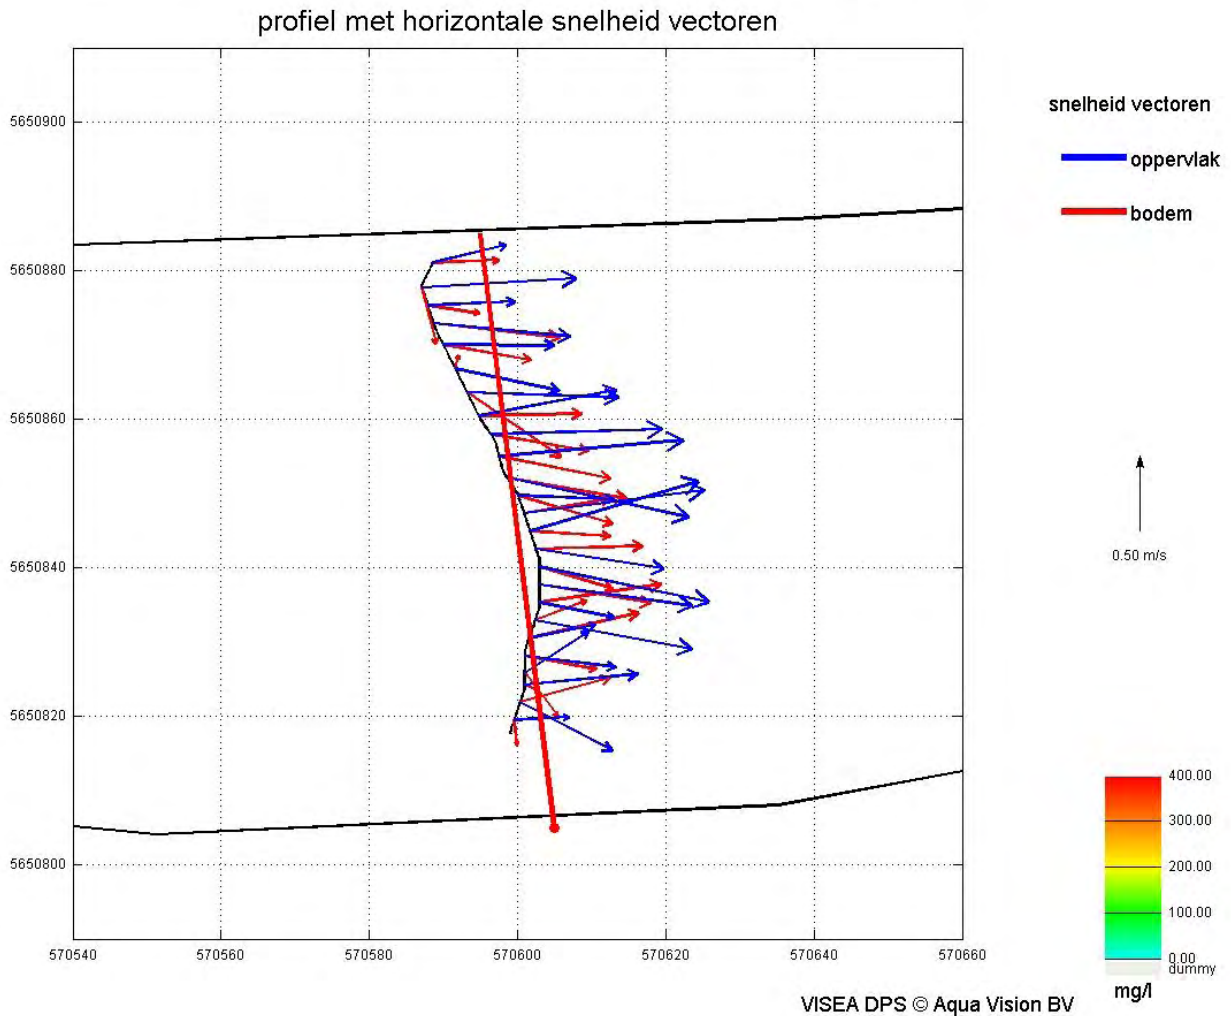 profiel met horizontale snelheid vectoren
snelheid vectoren
oppervlak
bodem
5650900
5650880
5650860
5650840
5650820
5650800
0.50 m/s
400.00
300.00
200.00
100.00
0.00
dummy
mg/l
570540 570560 570580 570600 570620 570640 570660
VISEA DPS © Aqua Vision BV